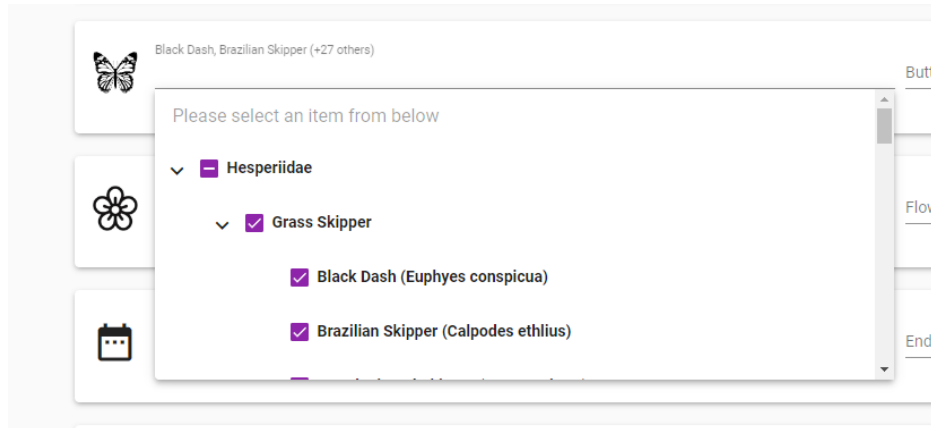 Black Dash, Brazilian Skipper (+27 others)
Please select an item from below
Hesperiidae
Grass Skipper
Black Dash (Euphyes conspicua)
Brazilian Skipper (Calpodes ethlius)
Butt
Flow
End